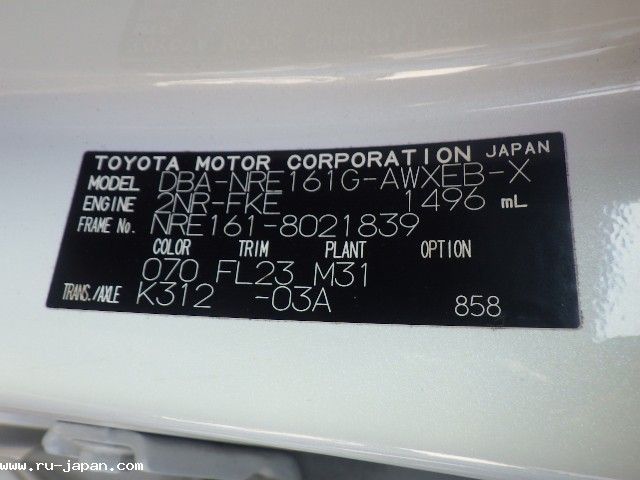 TOYOTA MOTOR CORPORATION JAPAN
MODEL DBA-NRE161G-AWXEB-X
ENGINE 2NR-FKE 1496 mL
FRAME No. NRE161-8021839
COLOR TRIM PLANT OPTION
070 FL23 M31
TRANS./AXLE K312 -03A 858
www.ru-japan.com